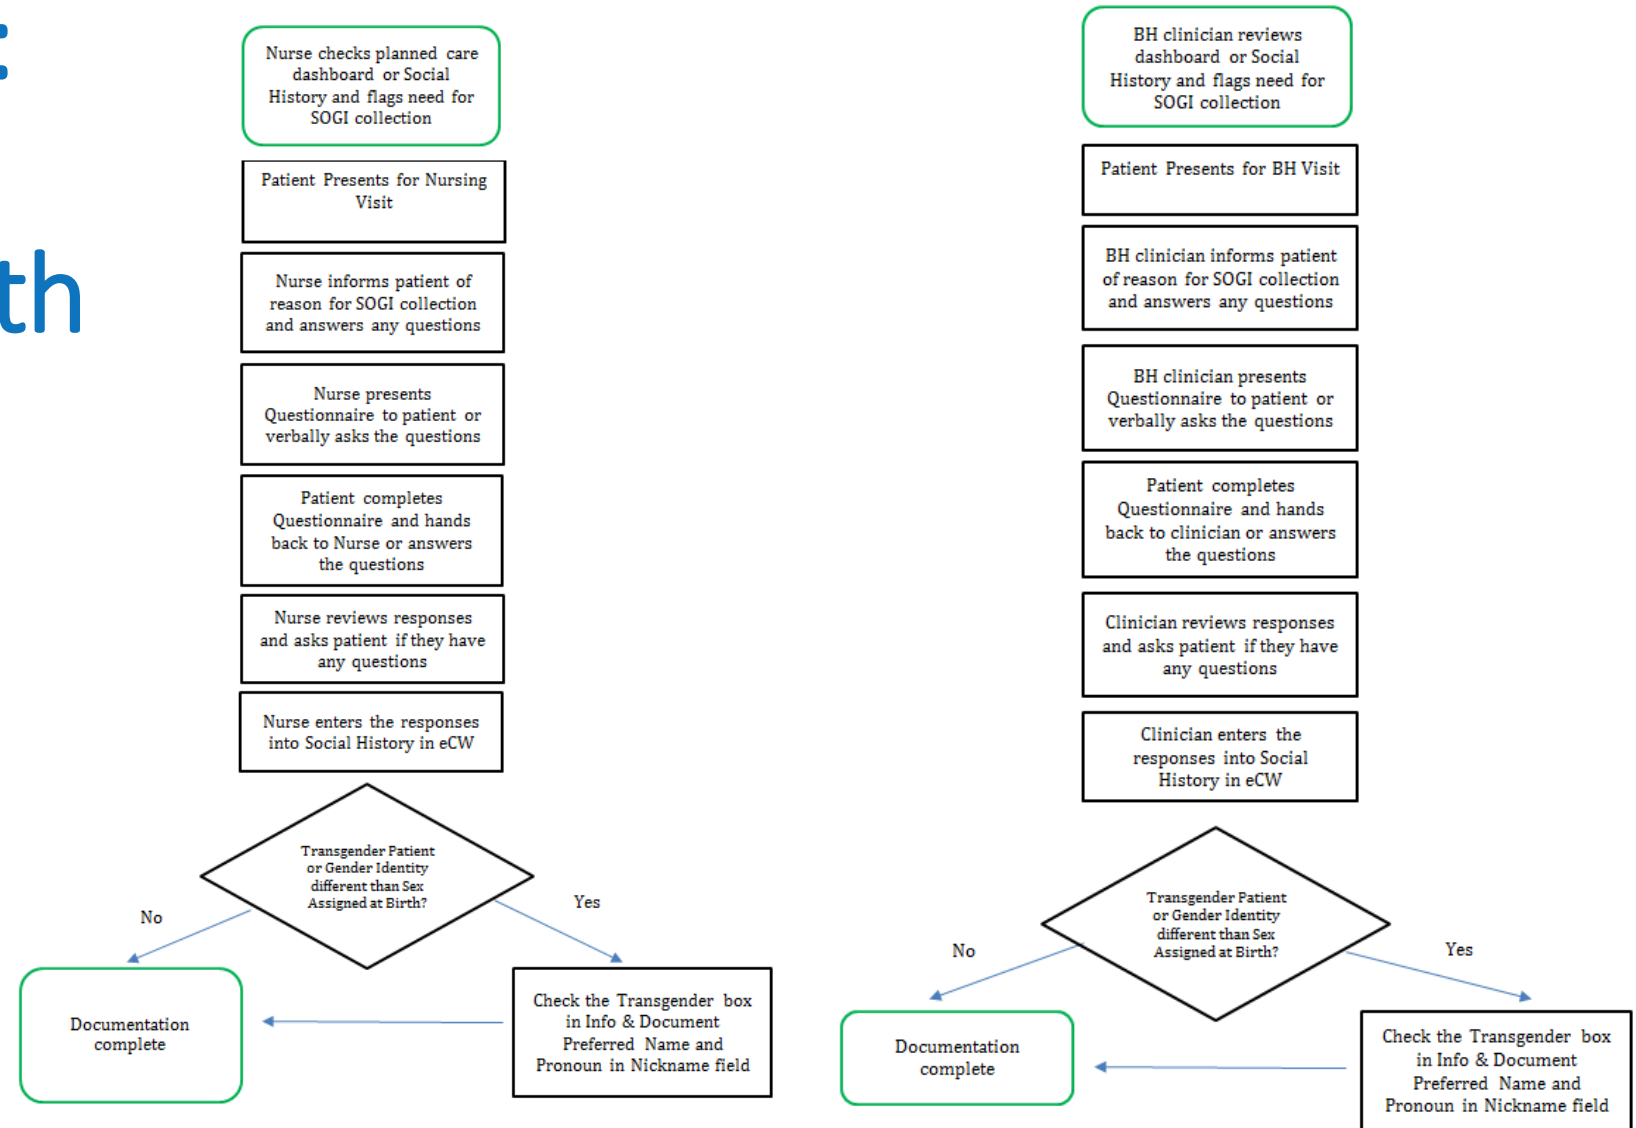 :
th
Nurse checks planned care
dashboard or Social
History and flags need for
SOGI collection
Patient Presents for Nursing
Visit
Nurse informs patient of
reason for SOGI collection
and answers any questions
Nurse presents
Questionnaire to patient or
verbally asks the questions
Patient completes
Questionnaire and hands
back to Nurse or answers
the questions
Nurse reviews responses
and asks patient if they have
any questions
Nurse enters the responses
into Social History in eCW
Transgender Patient
or Gender Identity
different than Sex
Assigned at Birth?
No
Yes
Documentation
complete
Check the Transgender box
in Info & Document
Preferred Name and
Pronoun in Nickname field
BH clinician reviews
dashboard or Social
History and flags need for
SOGI collection
Patient Presents for BH Visit
BH clinician informs patient
of reason for SOGI collection
and answers any questions
BH clinician presents
Questionnaire to patient or
verbally asks the questions
Patient completes
Questionnaire and hands
back to clinician or answers
the questions
Clinician reviews responses
and asks patient if they have
any questions
Clinician enters the
responses into Social
History in eCW
Transgender Patient
or Gender Identity
different than Sex
Assigned at Birth?
No
Yes
Documentation
complete
Check the Transgender box
in Info & Document
Preferred Name and
Pronoun in Nickname field